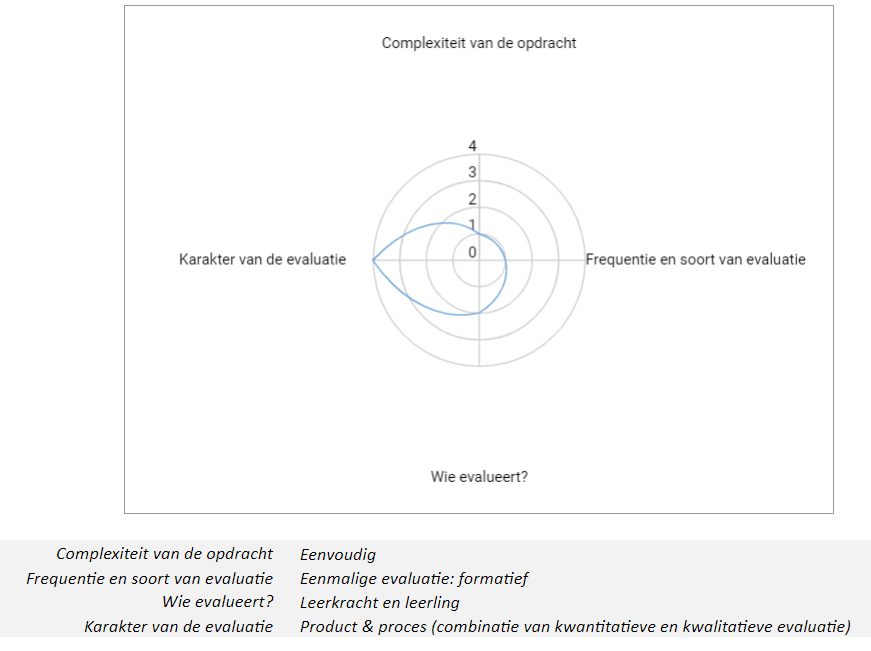 Complexiteit van de opdracht
4
3
2
1
0
Karakter van de evaluatie
Frequentie en soort van evaluatie
Wie evalueert?
Complexiteit van de opdracht Eenvoudig
Frequentie en soort van evaluatie Eenmalige evaluatie: formatief
Wie evalueert? Leerkracht en leerling
Karakter van de evaluatie Product & proces (combinatie van kwantitatieve en kwalitatieve evaluatie)